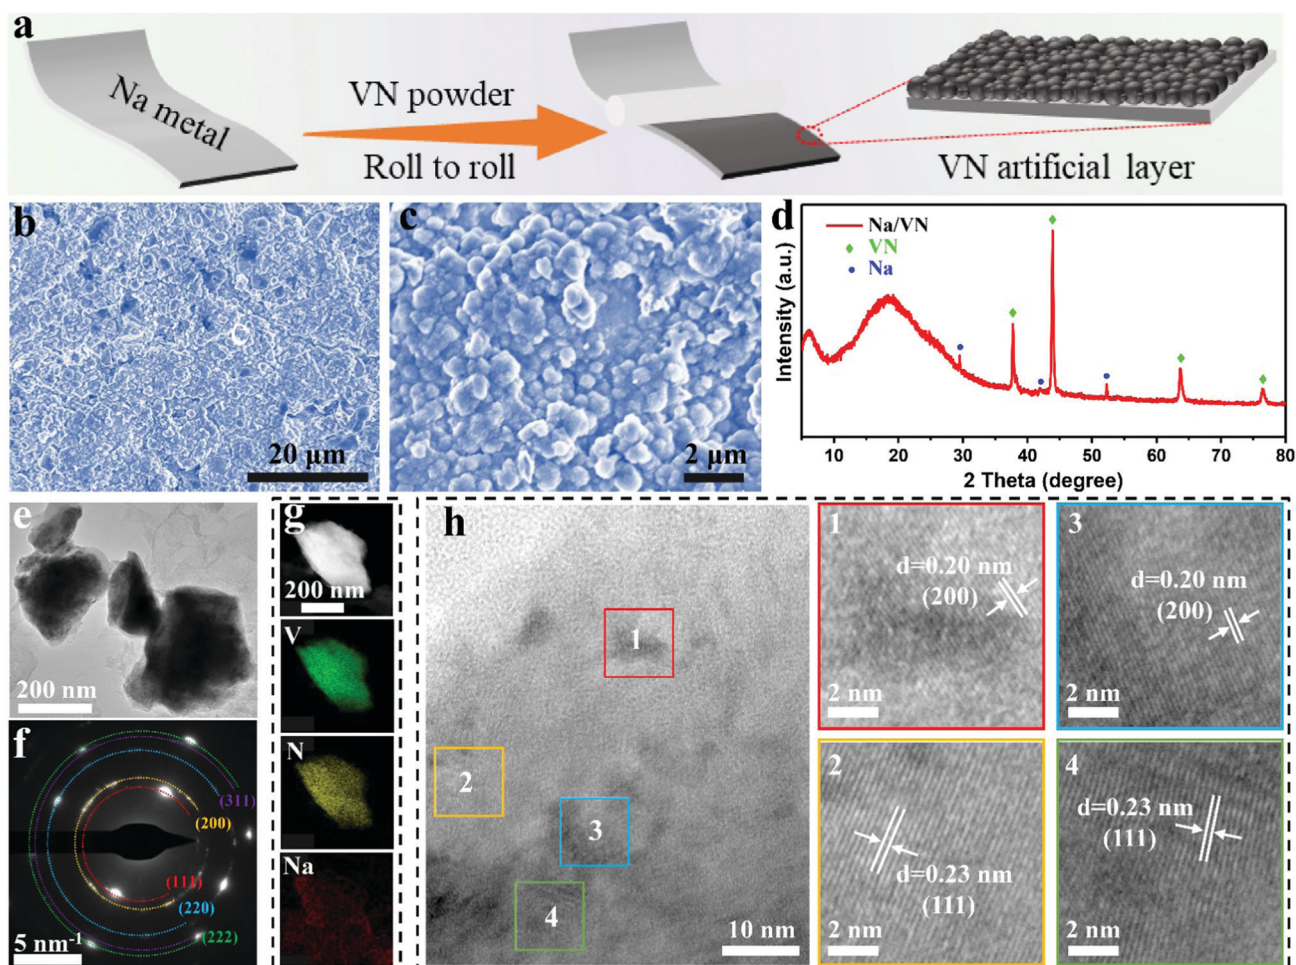 a
Na metal
VN powder
Roll to roll
VN artificial layer
b
20 μm
c
2 μm
d
Na/VN
VN
Na
Intensity (a.u.)
10 20 30 40 50 60 70 80
2 Theta (degree)
e
200 nm
f
(311)
(200)
(111)
(220)
(222)
5 nm-1
g
200 nm
V
N
Na
h
1
2
3
4
10 nm
1
d=0.20 nm
(200)
2 nm
3
d=0.20 nm
(200)
2 nm
2
d=0.23 nm
(111)
2 nm
4
d=0.23 nm
(111)
2 nm